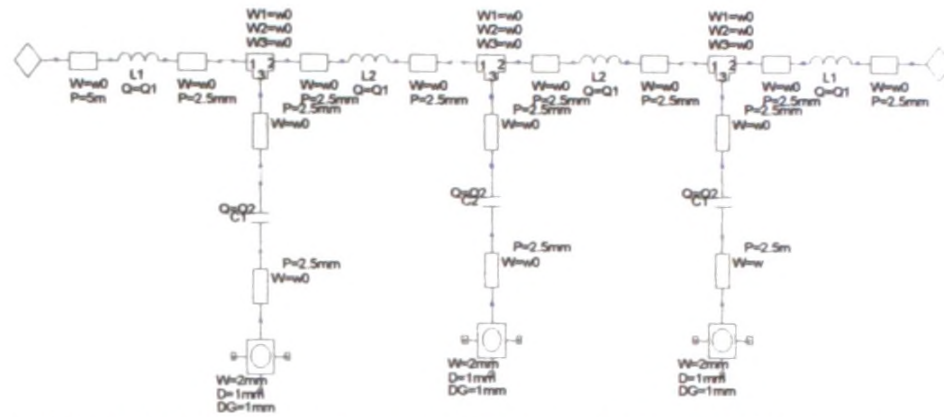 W1=w0
W2=w0
W3=w0
W1=w0
W2=w0
W3=w0
W1=w0
W2=w0
W3=w0
1 2
3
1 2
3
1 2
3
W=w0
P=5m
L1
Q=Q1
W=w0
P=2.5mm
W=w0
P=2.5mm
L2
Q=Q1
W=w0
P=2.5mm
W=w0
P=2.5mm
L2
Q=Q1
W=w0
P=2.5mm
W=w0
P=2.5mm
L1
Q=Q1
W=w0
P=2.5mm
P=2.5mm
W=w0
P=2.5mm
W=w0
P=2.5mm
W=w0
Q=Q2
C1
Q=Q2
C2
Q=Q2
C1
P=2.5mm
W=w0
P=2.5mm
W=w0
P=2.5m
W=w
W=2mm
D=1mm
DG=1mm
W=2mm
D=1mm
DG=1mm
W=2mm
D=1mm
DG=1mm